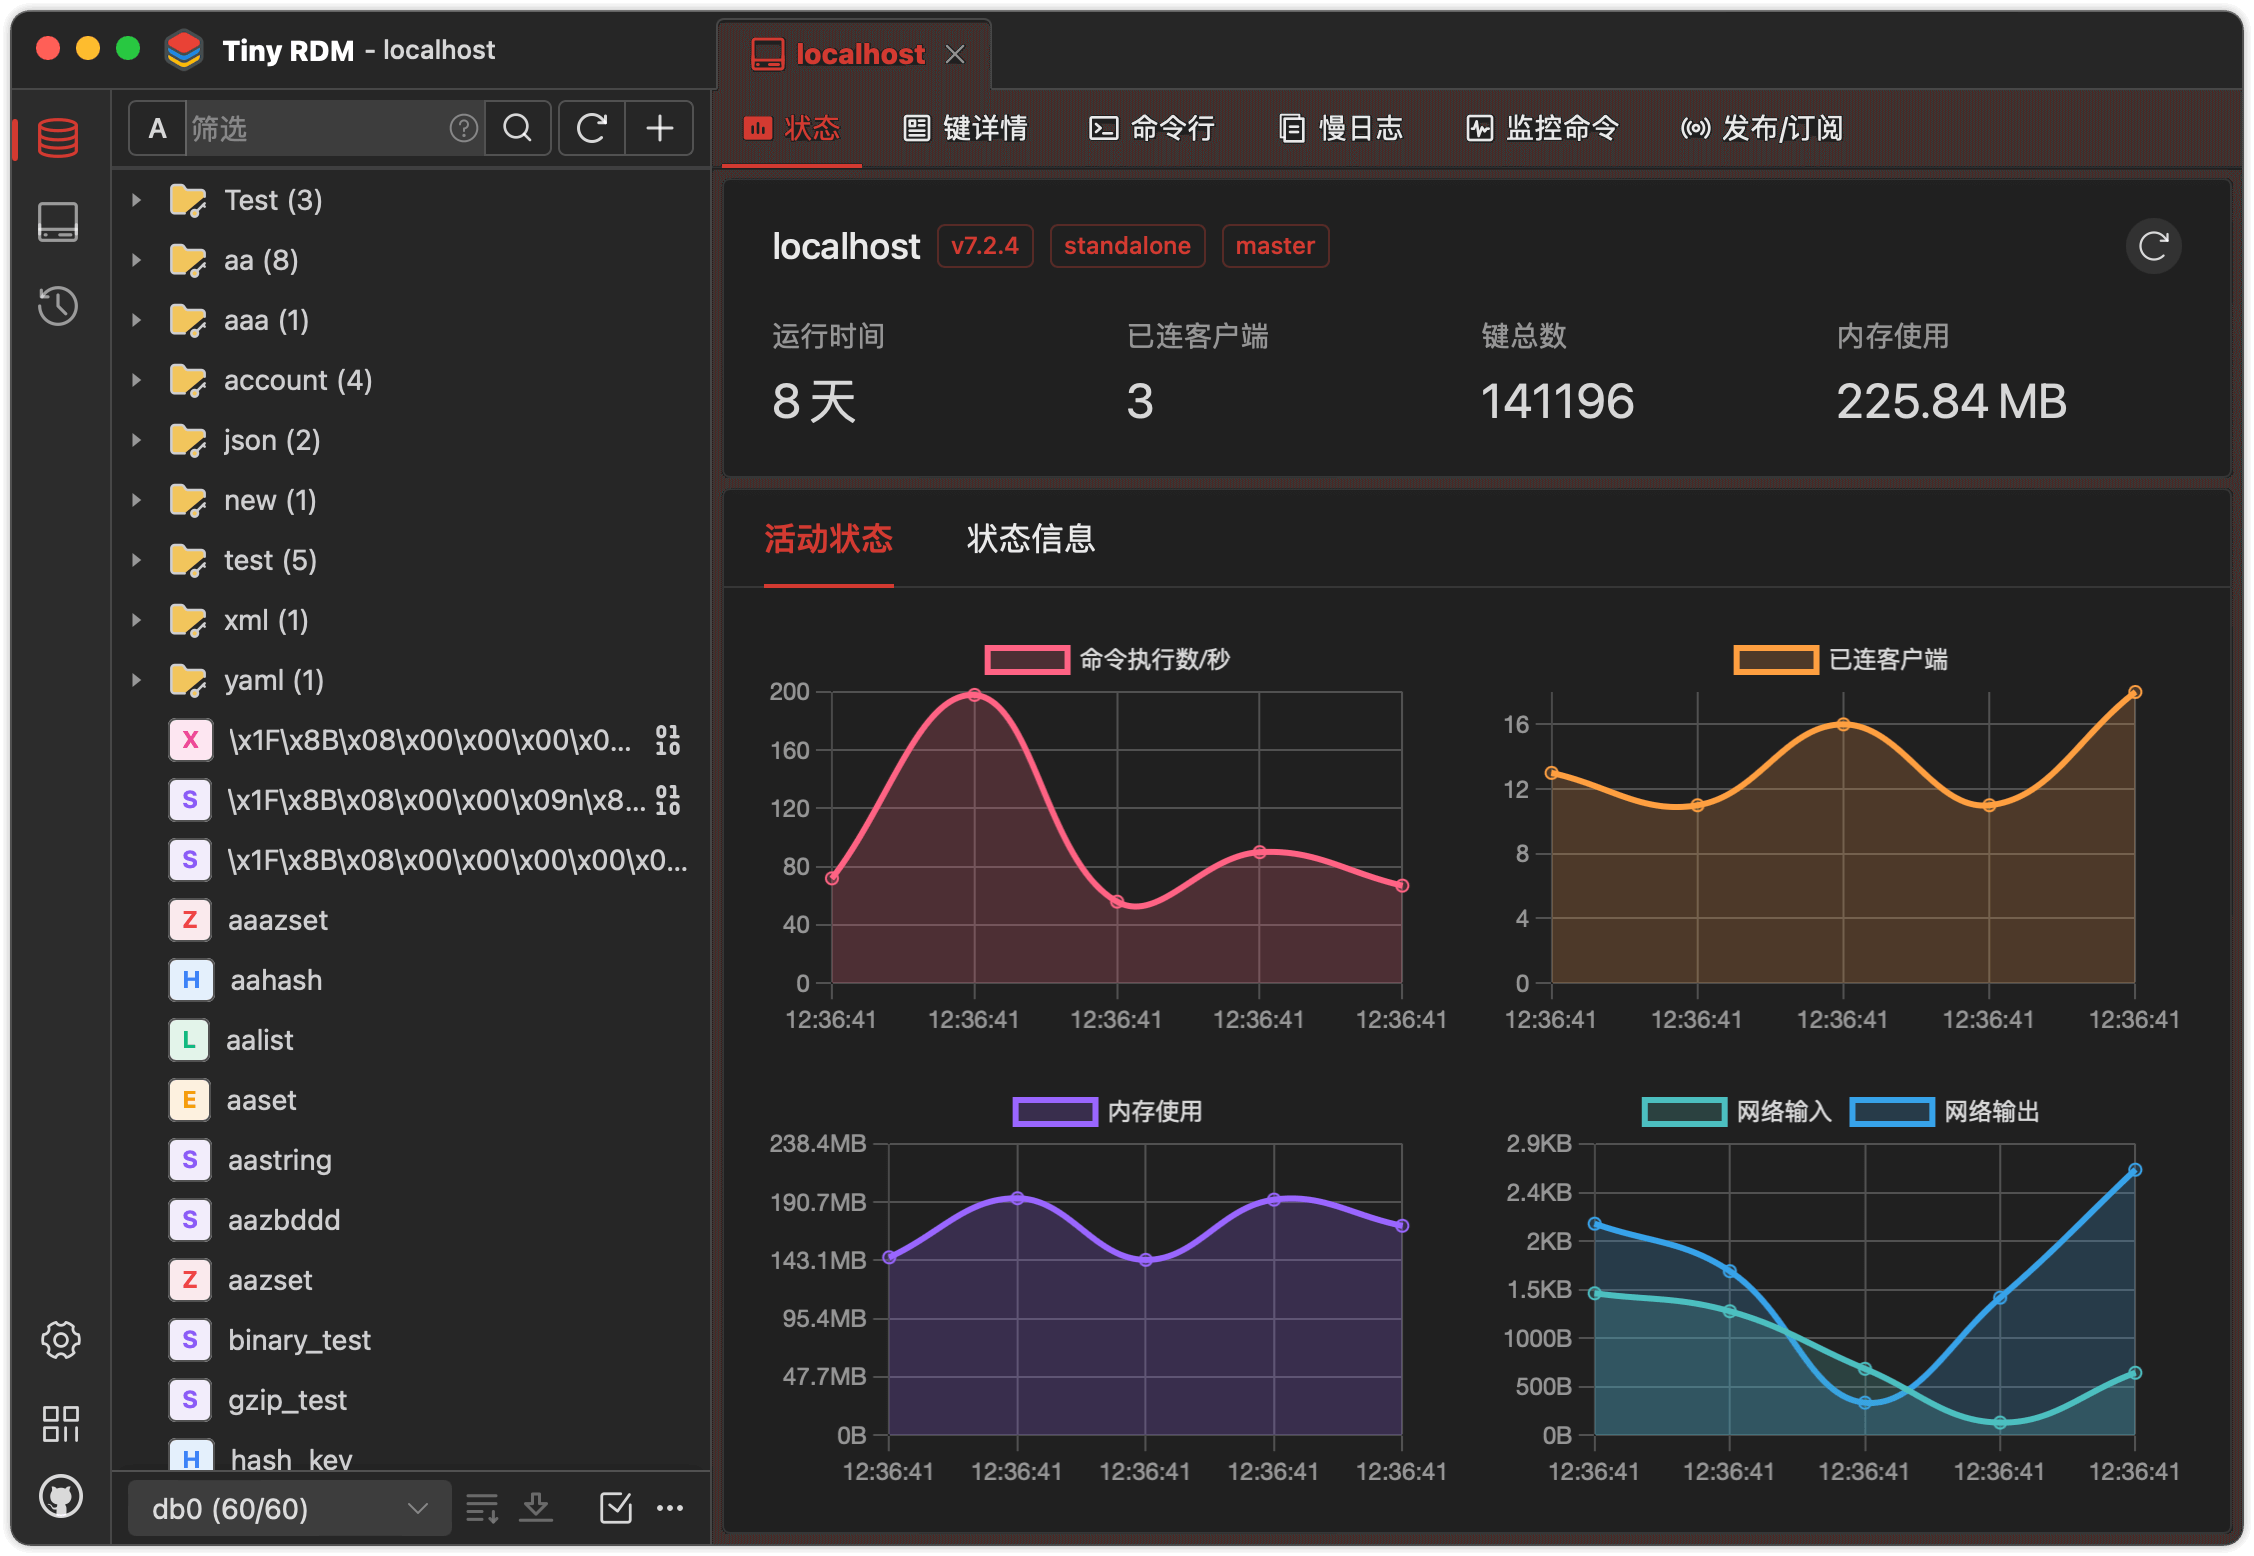 Tiny RDM - localhost
localhost
A 筛选
状态 键详情 命令行 慢日志 监控命令 发布/订阅
Test (3)
aa (8)
aaa (1)
account (4)
json (2)
new (1)
test (5)
xml (1)
yaml (1)
X \x1F\x8B\x08\x00\x00\x00\x0... 01 10
S \x1F\x8B\x08\x00\x00\x09n\x8... 01 10
S \x1F\x8B\x08\x00\x00\x00\x00\x0...
Z aaazset
H aahash
L aalist
E aaset
S aastring
S aazbddd
Z aazset
S binary_test
S gzip_test
H hash_key
db0 (60/60)
localhost v7.2.4 standalone master
运行时间 已连客户端 键总数 内存使用
8 天 3 141196 225.84 MB
活动状态 状态信息
命令执行数/秒
200
160
120
80
40
0
12:36:41 12:36:41 12:36:41 12:36:41 12:36:41
已连客户端
16
12
8
4
0
12:36:41 12:36:41 12:36:41 12:36:41 12:36:41
内存使用
238.4MB
190.7MB
143.1MB
95.4MB
47.7MB
0B
12:36:41 12:36:41 12:36:41 12:36:41 12:36:41
网络输入 网络输出
2.9KB
2.4KB
2KB
1.5KB
1000B
500B
0B
12:36:41 12:36:41 12:36:41 12:36:41 12:36:41